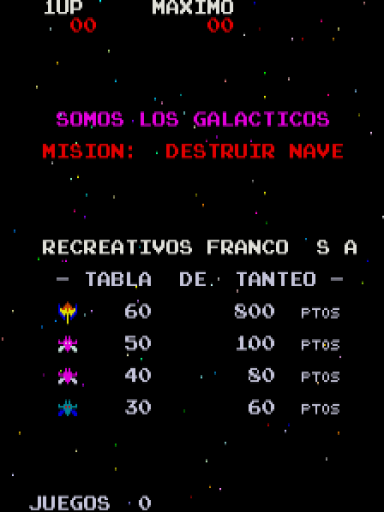 1UP MAXIMO
00 00
SOMOS LOS GALACTICOS
MISION: DESTRUIR NAVE
RECREATIVOS FRANCO S A
- TABLA DE. TANTEO -
60 800 PTOS
50 100 PTOS
40 80 PTOS
30 60 PTOS
JUEGOS 0